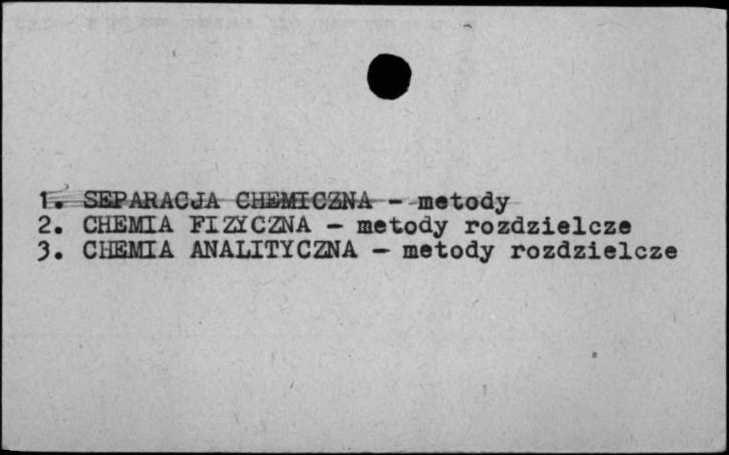 1. SEPARACJA CHEMICZNA - metody
2. CHEMIA FIZYCZNA - metody rozdzielcze
3. CHEMIA ANALITYCZNA - metody rozdzielcze